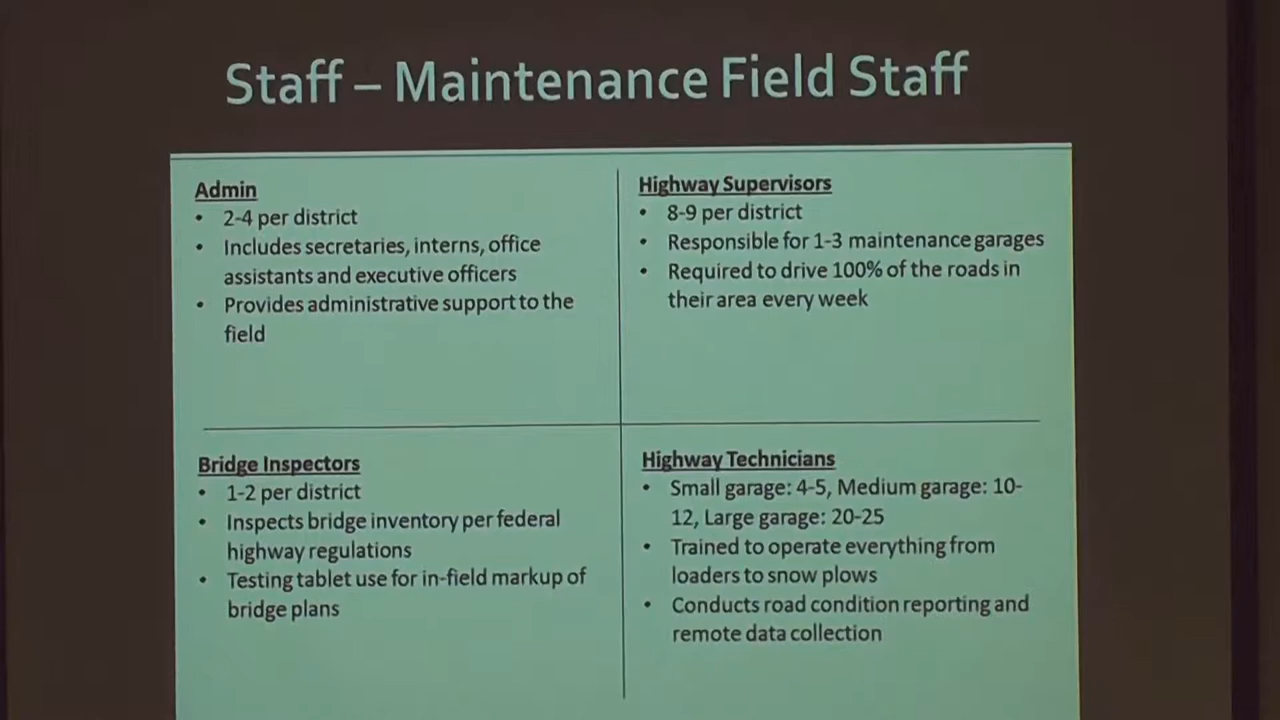 Staff – Maintenance Field Staff
Admin
• 2-4 per district
• Includes secretaries, interns, office
assistants and executive officers
• Provides administrative support to the
field
Highway Supervisors
• 8-9 per district
• Responsible for 1-3 maintenance garages
• Required to drive 100% of the roads in
their area every week
Bridge Inspectors
• 1-2 per district
• Inspects bridge inventory per federal
highway regulations
• Testing tablet use for in-field markup of
bridge plans
Highway Technicians
• Small garage: 4-5, Medium garage: 10-
12, Large garage: 20-25
• Trained to operate everything from
loaders to snow plows
• Conducts road condition reporting and
remote data collection